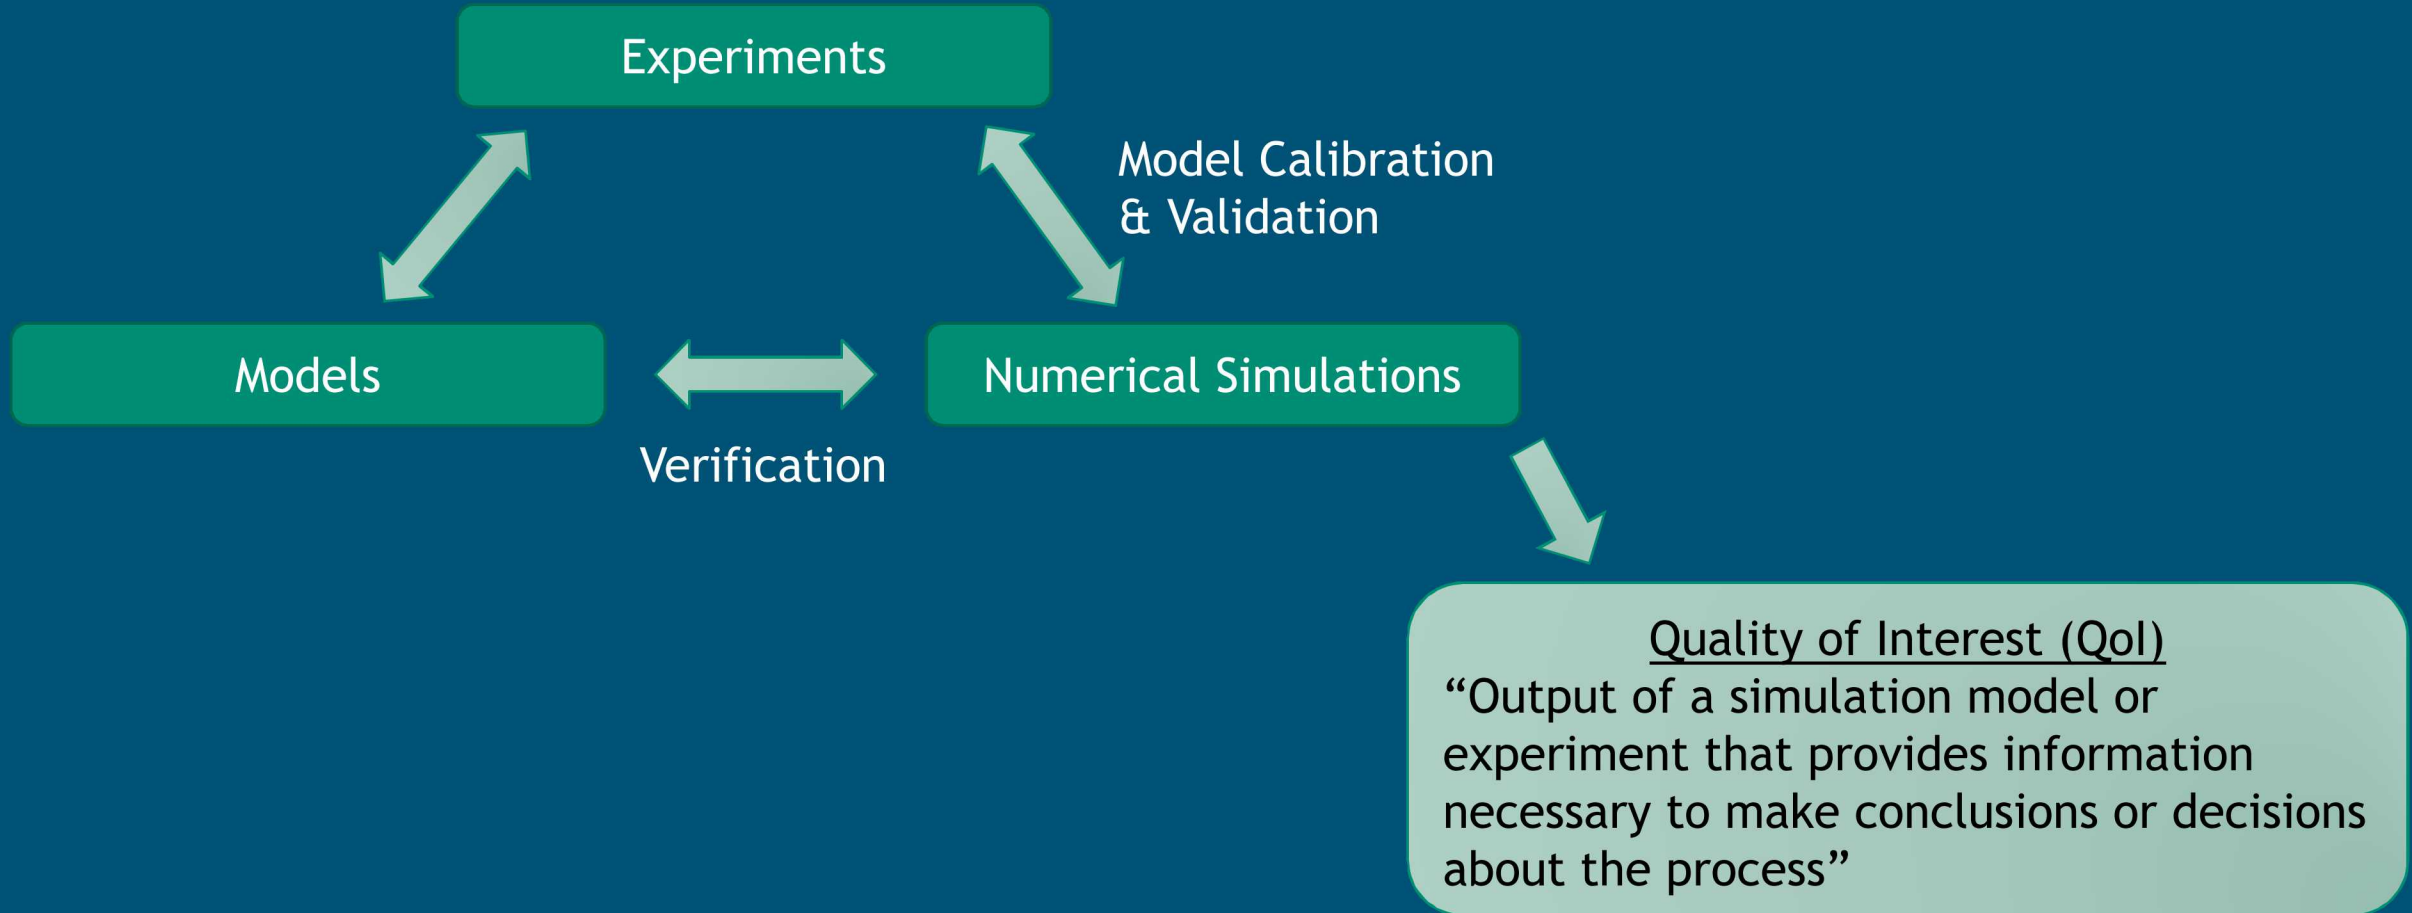 Experiments
Model Calibration
& Validation
Models
Numerical Simulations
Verification
Quality of Interest (QoI)
“Output of a simulation model or
experiment that provides information
necessary to make conclusions or decisions
about the process”